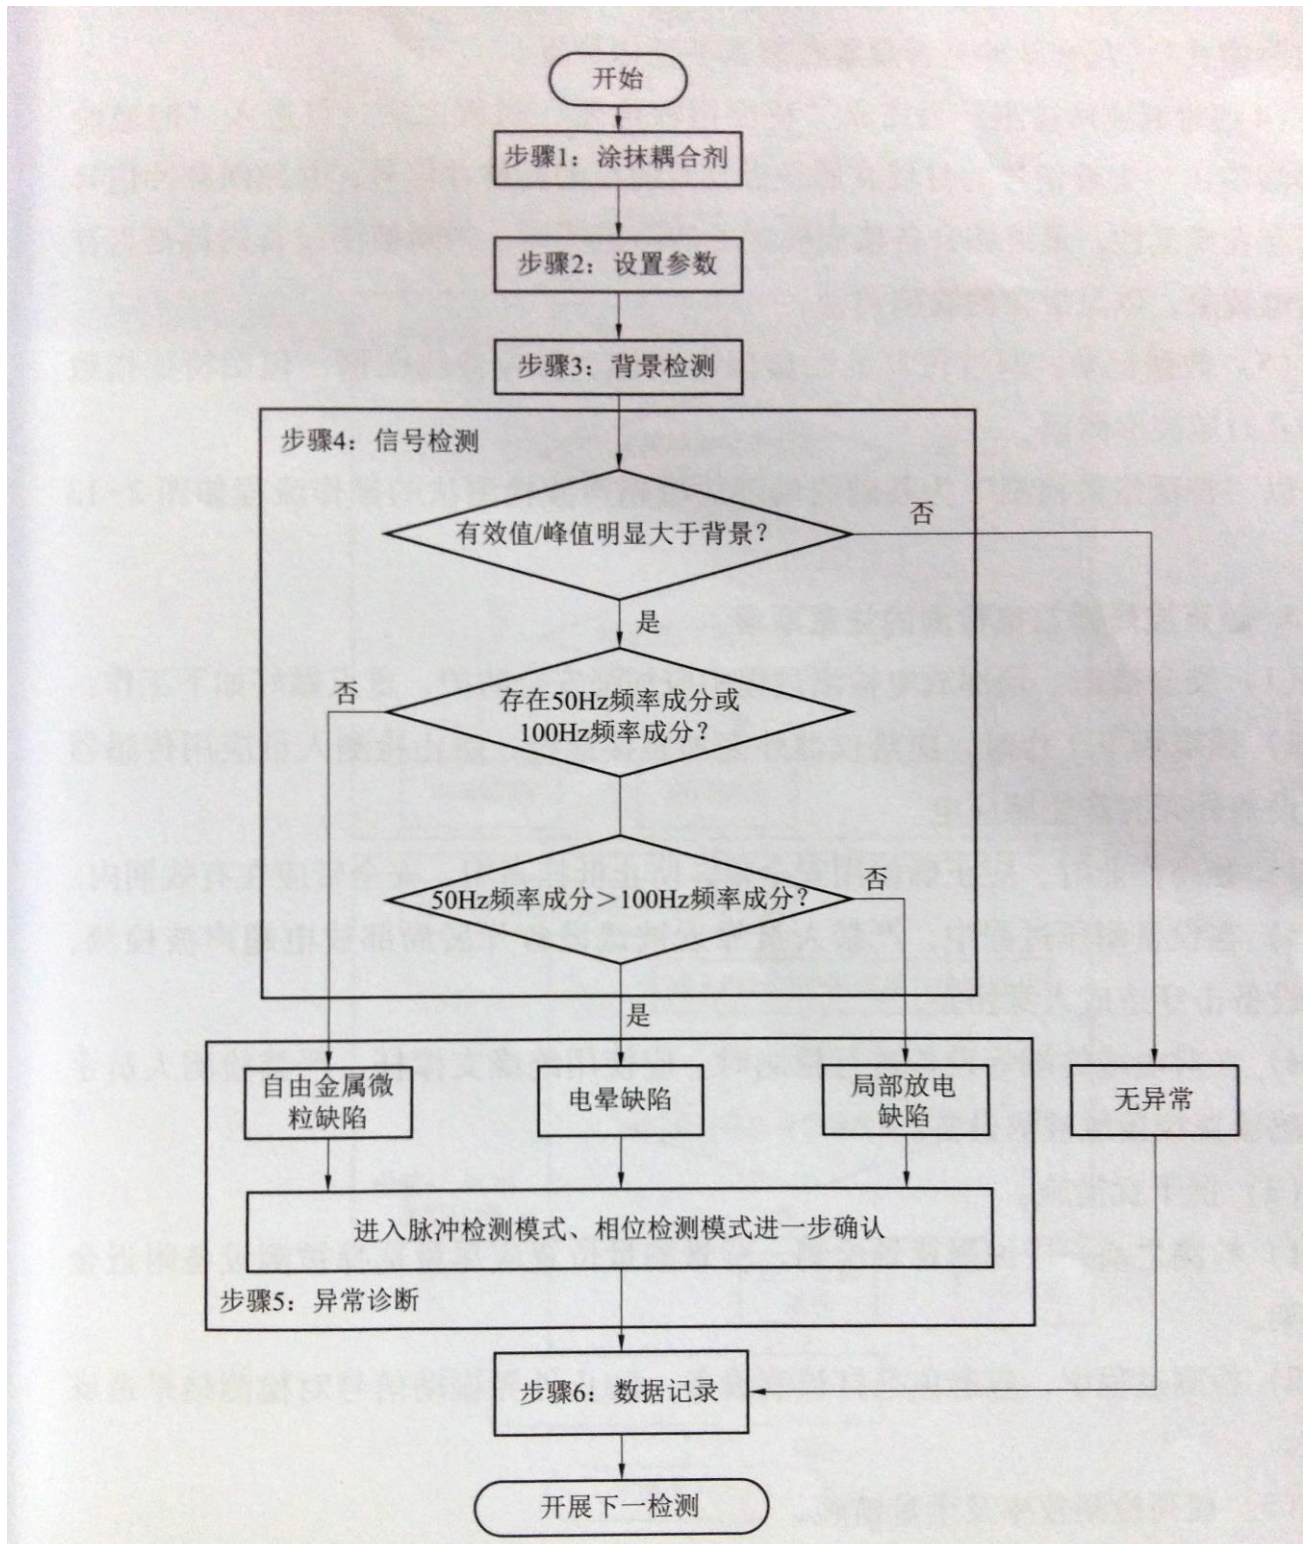 开始
步骤1：涂抹耦合剂
步骤2：设置参数
步骤3：背景检测
步骤4：信号检测
有效值/峰值明显大于背景？
否
是
存在50Hz频率成分或
100Hz频率成分？
否
50Hz频率成分＞100Hz频率成分？
否
是
自由金属微
粒缺陷
电晕缺陷
局部放电
缺陷
无异常
进入脉冲检测模式、相位检测模式进一步确认
步骤5：异常诊断
步骤6：数据记录
开展下一检测